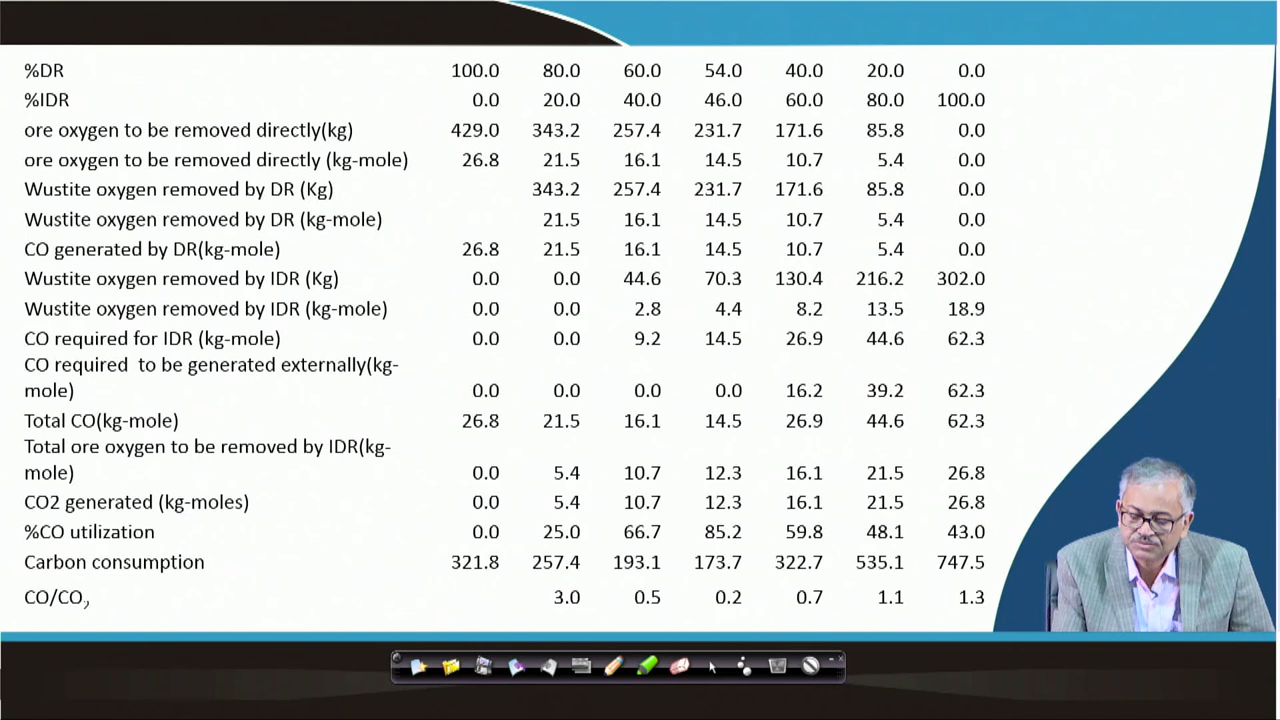 %DR 100.0 80.0 60.0 54.0 40.0 20.0 0.0
%IDR 0.0 20.0 40.0 46.0 60.0 80.0 100.0
ore oxygen to be removed directly(kg) 429.0 343.2 257.4 231.7 171.6 85.8 0.0
ore oxygen to be removed directly (kg-mole) 26.8 21.5 16.1 14.5 10.7 5.4 0.0
Wustite oxygen removed by DR (Kg) 343.2 257.4 231.7 171.6 85.8 0.0
Wustite oxygen removed by DR (kg-mole) 21.5 16.1 14.5 10.7 5.4 0.0
CO generated by DR(kg-mole) 26.8 21.5 16.1 14.5 10.7 5.4 0.0
Wustite oxygen removed by IDR (Kg) 0.0 0.0 44.6 70.3 130.4 216.2 302.0
Wustite oxygen removed by IDR (kg-mole) 0.0 0.0 2.8 4.4 8.2 13.5 18.9
CO required for IDR (kg-mole) 0.0 0.0 9.2 14.5 26.9 44.6 62.3
CO required  to be generated externally(kg-
mole) 0.0 0.0 0.0 0.0 16.2 39.2 62.3
Total CO(kg-mole) 26.8 21.5 16.1 14.5 26.9 44.6 62.3
Total ore oxygen to be removed by IDR(kg-
mole) 0.0 5.4 10.7 12.3 16.1 21.5 26.8
CO2 generated (kg-moles) 0.0 5.4 10.7 12.3 16.1 21.5 26.8
%CO utilization 0.0 25.0 66.7 85.2 59.8 48.1 43.0
Carbon consumption 321.8 257.4 193.1 173.7 322.7 535.1 747.5
CO/CO₂ 3.0 0.5 0.2 0.7 1.1 1.3